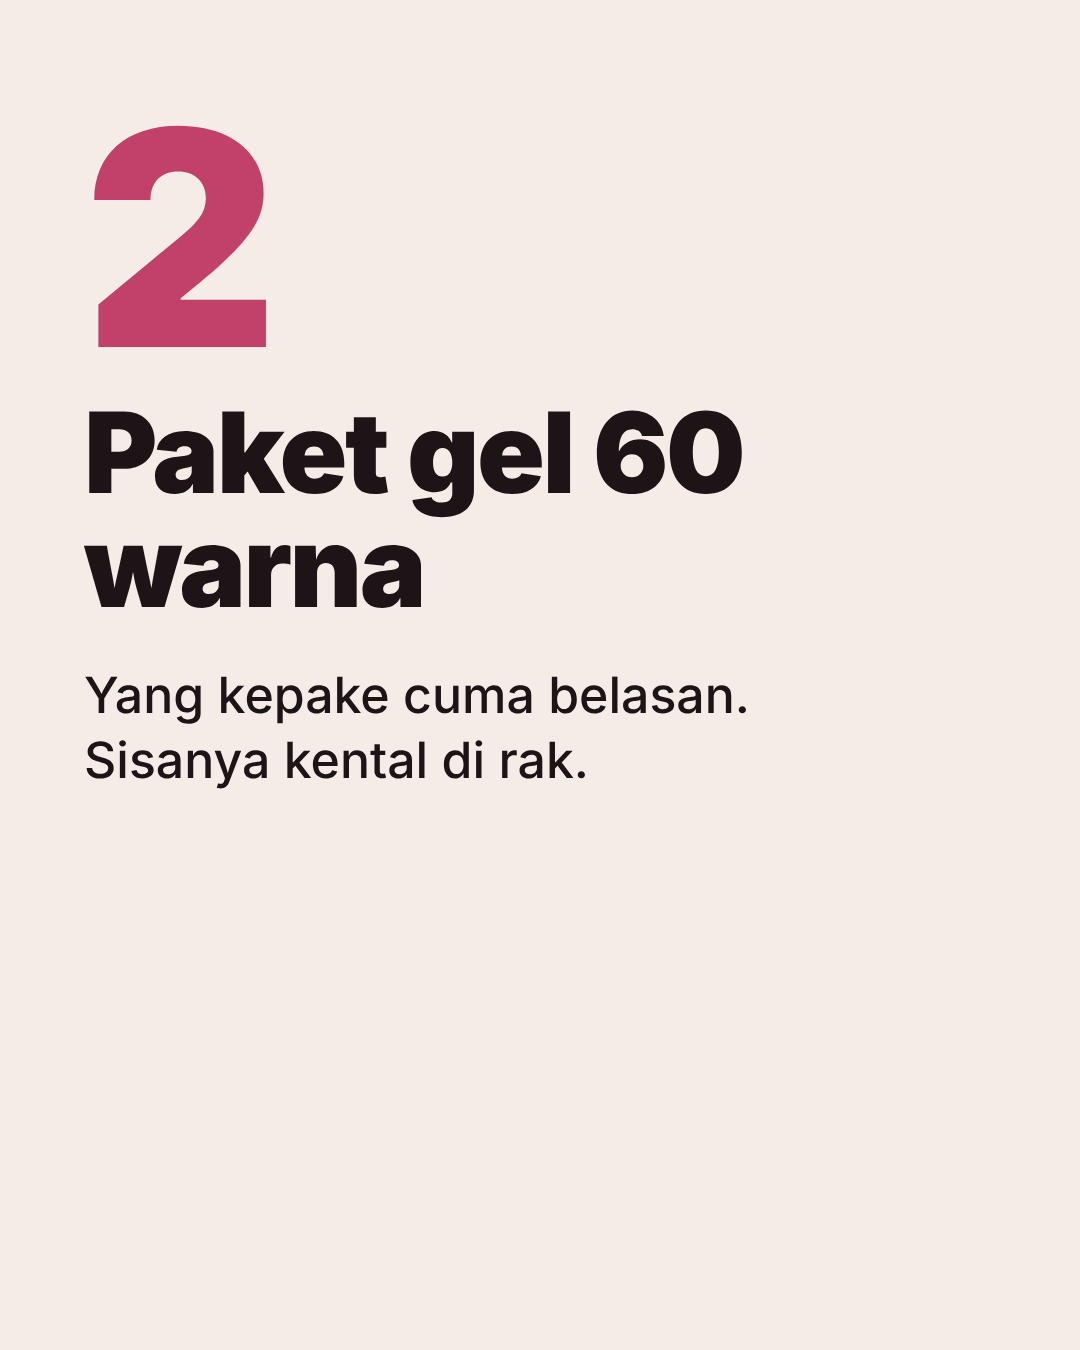 2
Paket gel 60
warna
Yang kepake cuma belasan.
Sisanya kental di rak.